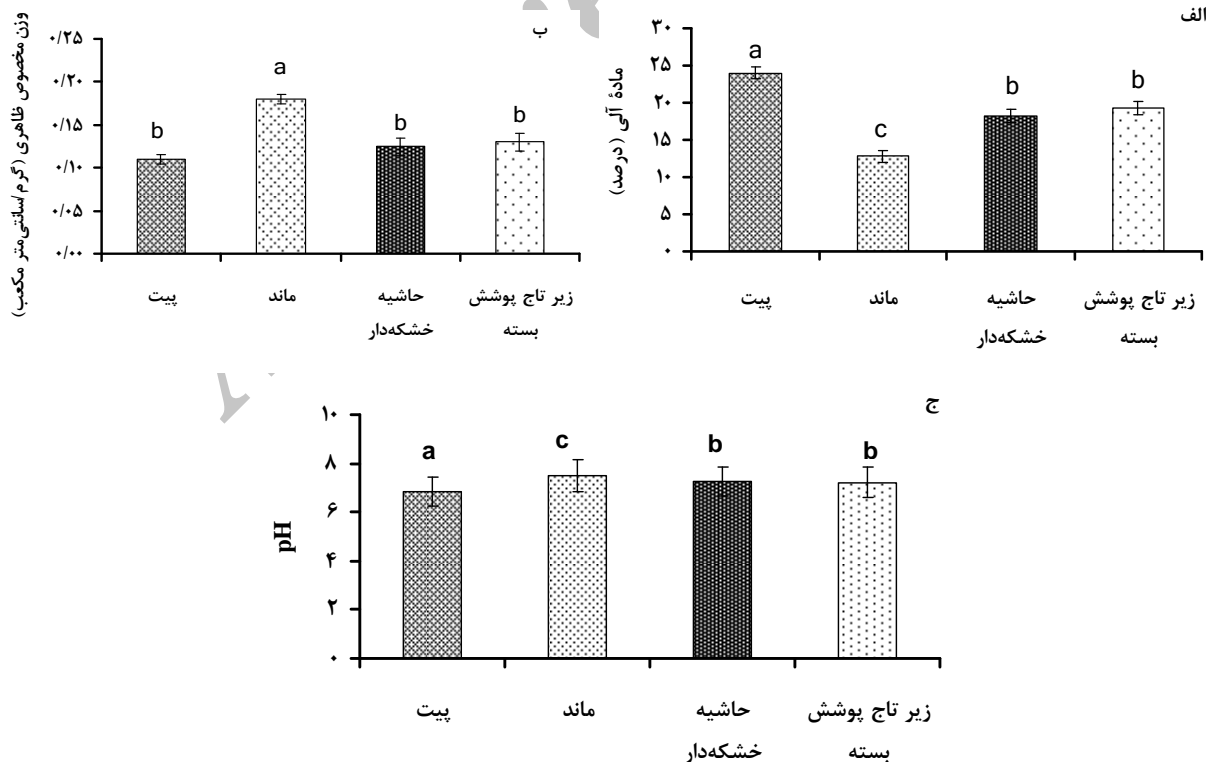 الف
مادهٔ آلی (درصد)
۳۰
۲۵
۲۰
۱۵
۱۰
۵
۰
a
c
b
b
پیت
ماند
حاشیه
خشکه‌دار
زیر تاج پوشش
بسته
ب
وزن مخصوص ظاهری (گرم/سانتی‌متر مکعب)
۰/۲۵
۰/۲۰
۰/۱۵
۰/۱۰
۰/۰۵
۰/۰۰
b
a
b
b
پیت
ماند
حاشیه
خشکه‌دار
زیر تاج پوشش
بسته
ج
pH
۱۰
۸
۶
۴
۲
۰
a
c
b
b
پیت
ماند
حاشیه
خشکه‌دار
زیر تاج پوشش
بسته